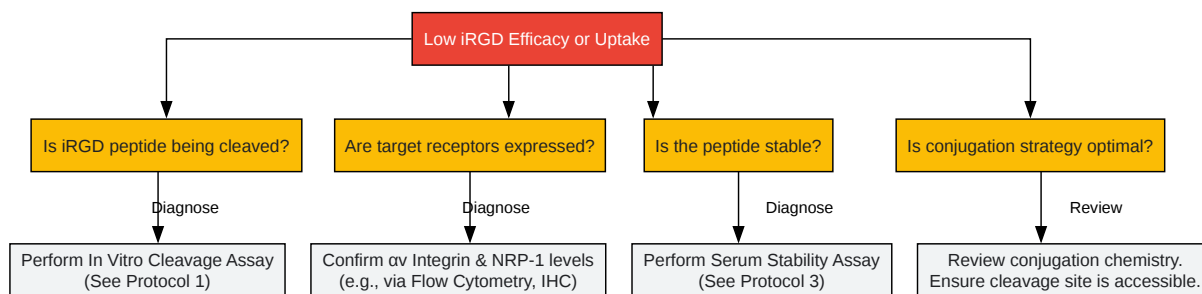 Low iRGD Efficacy or Uptake
Is iRGD peptide being cleaved?
Are target receptors expressed?
Is the peptide stable?
Is conjugation strategy optimal?
Diagnose
Diagnose
Diagnose
Review
Perform In Vitro Cleavage Assay
(See Protocol 1)
Confirm αv Integrin & NRP-1 levels
(e.g., via Flow Cytometry, IHC)
Perform Serum Stability Assay
(See Protocol 3)
Review conjugation chemistry.
Ensure cleavage site is accessible.